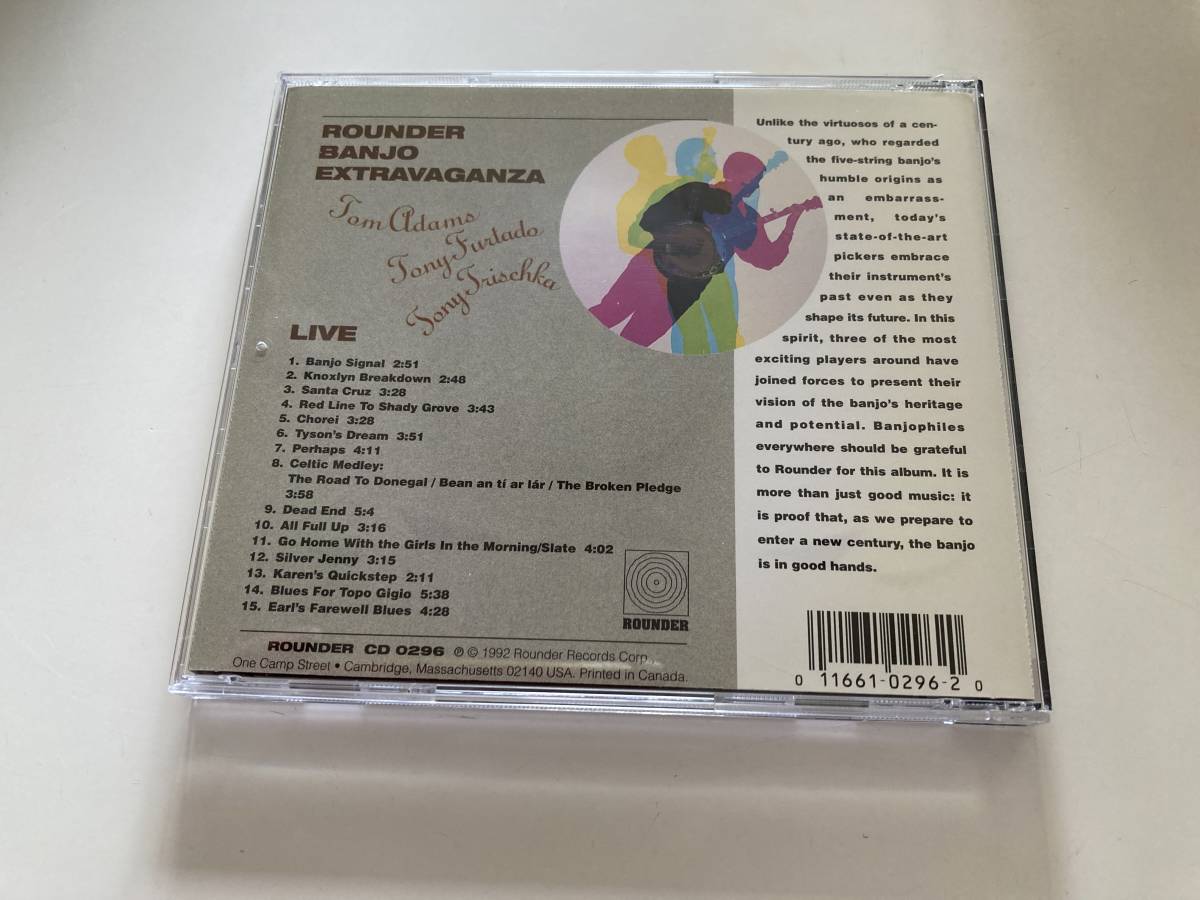 ROUNDER
BANJO
EXTRAVAGANZA
Tom Adams
Tony Furtado
Tony Trischka
LIVE
1. Banjo Signal 2:51
2. Knoxlyn Breakdown 2:48
3. Santa Cruz 3:28
4. Red Line To Shady Grove 3:43
5. Chorei 3:28
6. Tyson's Dream 3:51
7. Perhaps 4:11
8. Celtic Medley:
The Road To Donegal / Bean an tí ar lár / The Broken Pledge
3:58
9. Dead End 5:4
10. All Full Up 3:16
11. Go Home With the Girls In the Morning/Slate 4:02
12. Silver Jenny 3:15
13. Karen's Quickstep 2:11
14. Blues For Topo Gigio 5:38
15. Earl's Farewell Blues 4:28
ROUNDER
ROUNDER CD 0296 ℗ © 1992 Rounder Records Corp.
One Camp Street • Cambridge, Massachusetts 02140 USA. Printed in Canada.
Unlike the virtuosos of a cen-
tury ago, who regarded
the five-string banjo's
humble origins as
an embarrass-
ment, today's
state-of-the-art
pickers embrace
their instrument's
past even as they
shape its future. In this
spirit, three of the most
exciting players around have
joined forces to present their
vision of the banjo's heritage
and potential. Banjophiles
everywhere should be grateful
to Rounder for this album. It is
more than just good music: it
is proof that, as we prepare to
enter a new century, the banjo
is in good hands.
0 11661-0296-2 0